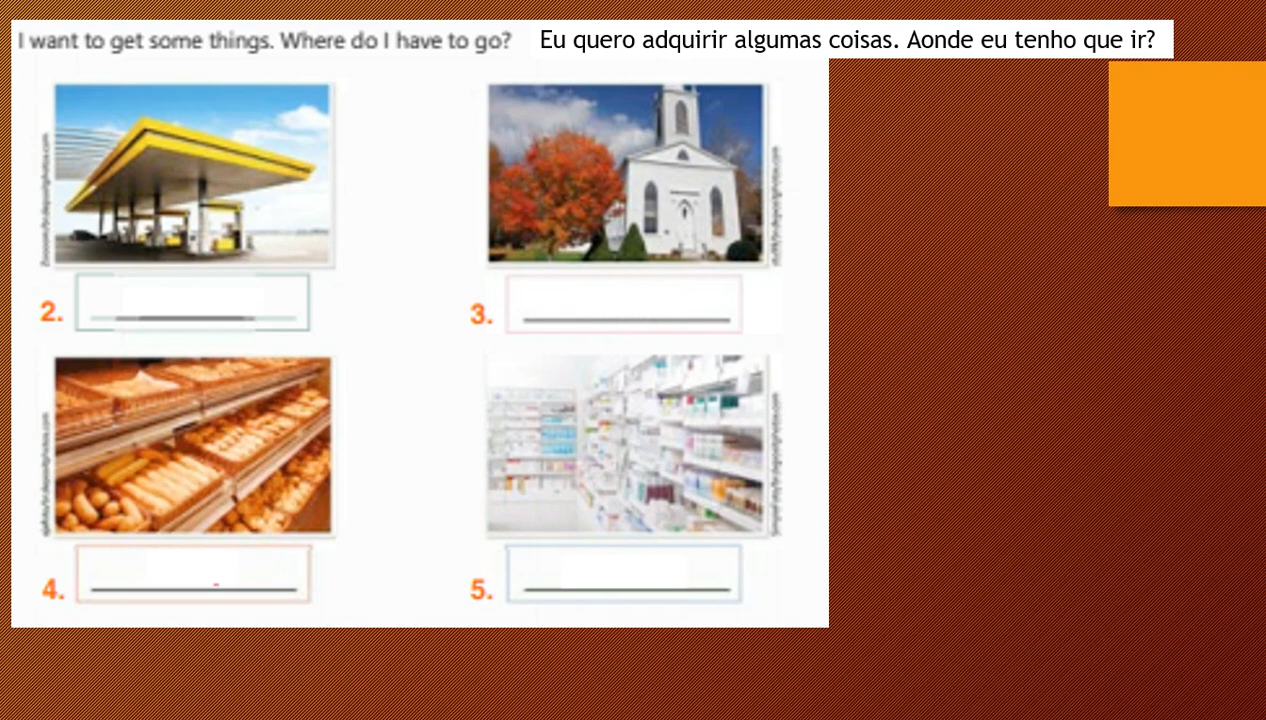 I want to get some things. Where do I have to go?
Eu quero adquirir algumas coisas. Aonde eu tenho que ir?
2.
3.
4.
5.